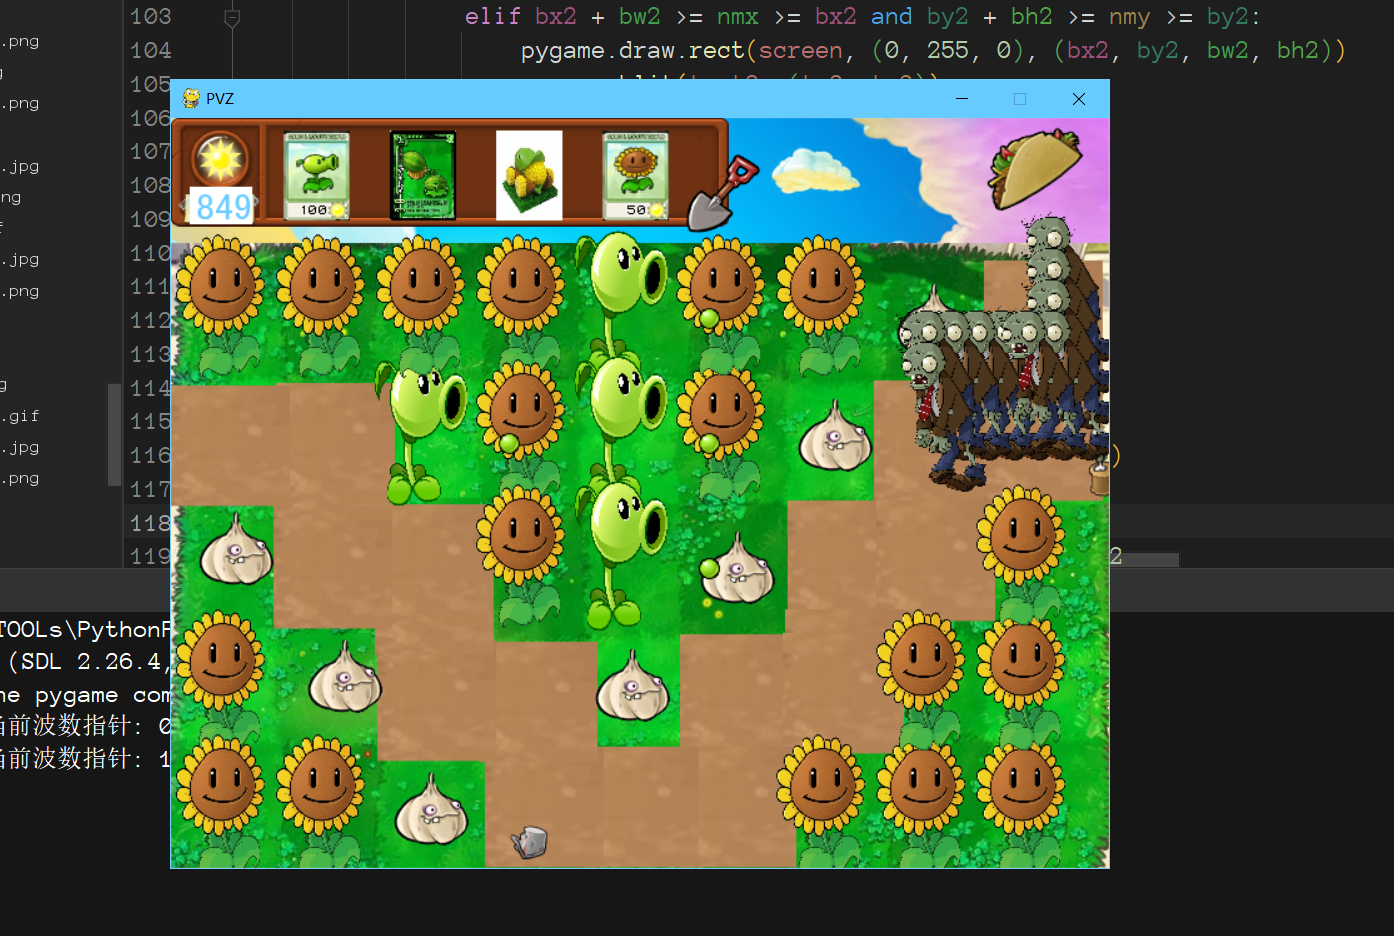 103 elif bx2 + bw2 >= nmx >= bx2 and by2 + bh2 >= nmy >= by2:
.png
104 pygame.draw.rect(screen, (0, 255, 0), (bx2, by2, bw2, bh2))
g
105
PVZ
.png
106
107
.jpg
108
ng
849
100
50
109
f
110
.jpg
111
.png
112
113
114
g
.gif
115
.jpg
116 )
.png
117
118
119 2
TOOLs\PythonF
(SDL 2.26.4,
he pygame com
当前波数指针: 0
当前波数指针: 1